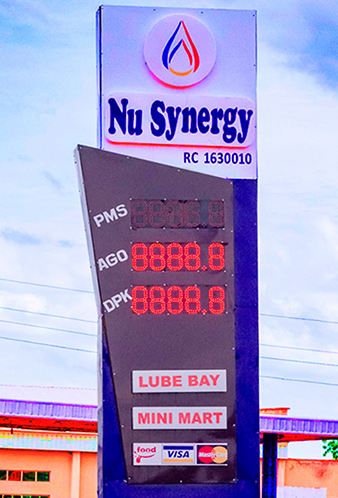 Nu Synergy
RC 1630010
PMS 8888.8
AGO 8888.8
DPK 8888.8
LUBE BAY
MINI MART
food VISA MasterCard